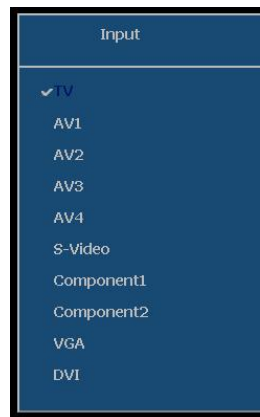 Input
TV
AV1
AV2
AV3
AV4
S-Video
Component1
Component2
VGA
DVI